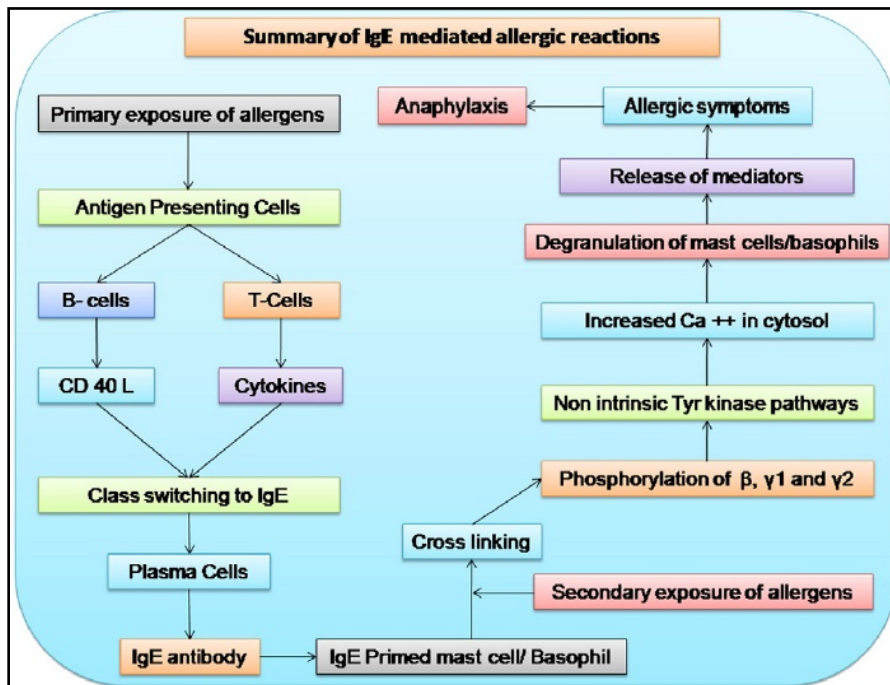 Summary of IgE mediated allergic reactions
Primary exposure of allergens
Antigen Presenting Cells
B- cells
T-Cells
CD 40 L
Cytokines
Class switching to IgE
Plasma Cells
IgE antibody
IgE Primed mast cell/ Basophil
Secondary exposure of allergens
Cross linking
Phosphorylation of β, γ1 and γ2
Non intrinsic Tyr kinase pathways
Increased Ca ++ in cytosol
Degranulation of mast cells/basophils
Release of mediators
Allergic symptoms
Anaphylaxis